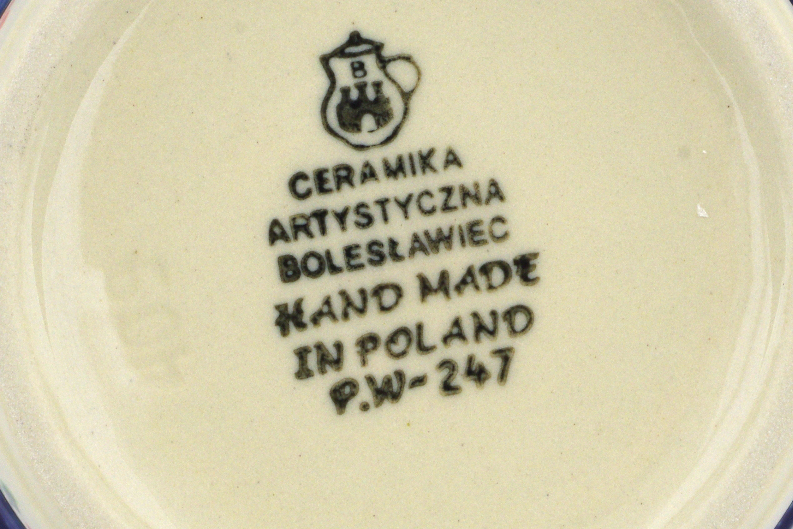 B
CERAMIKA
ARTYSTYCZNA
BOLESŁAWIEC
HAND MADE
IN POLAND
P.W-247